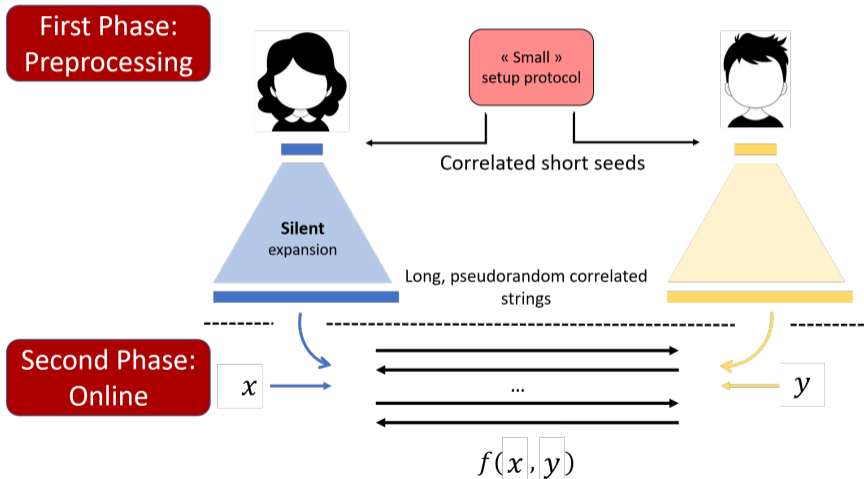 First Phase:
Preprocessing
« Small »
setup protocol
Correlated short seeds
Silent
expansion
Long, pseudorandom correlated
strings
Second Phase:
Online
x
...
y
f(x, y)